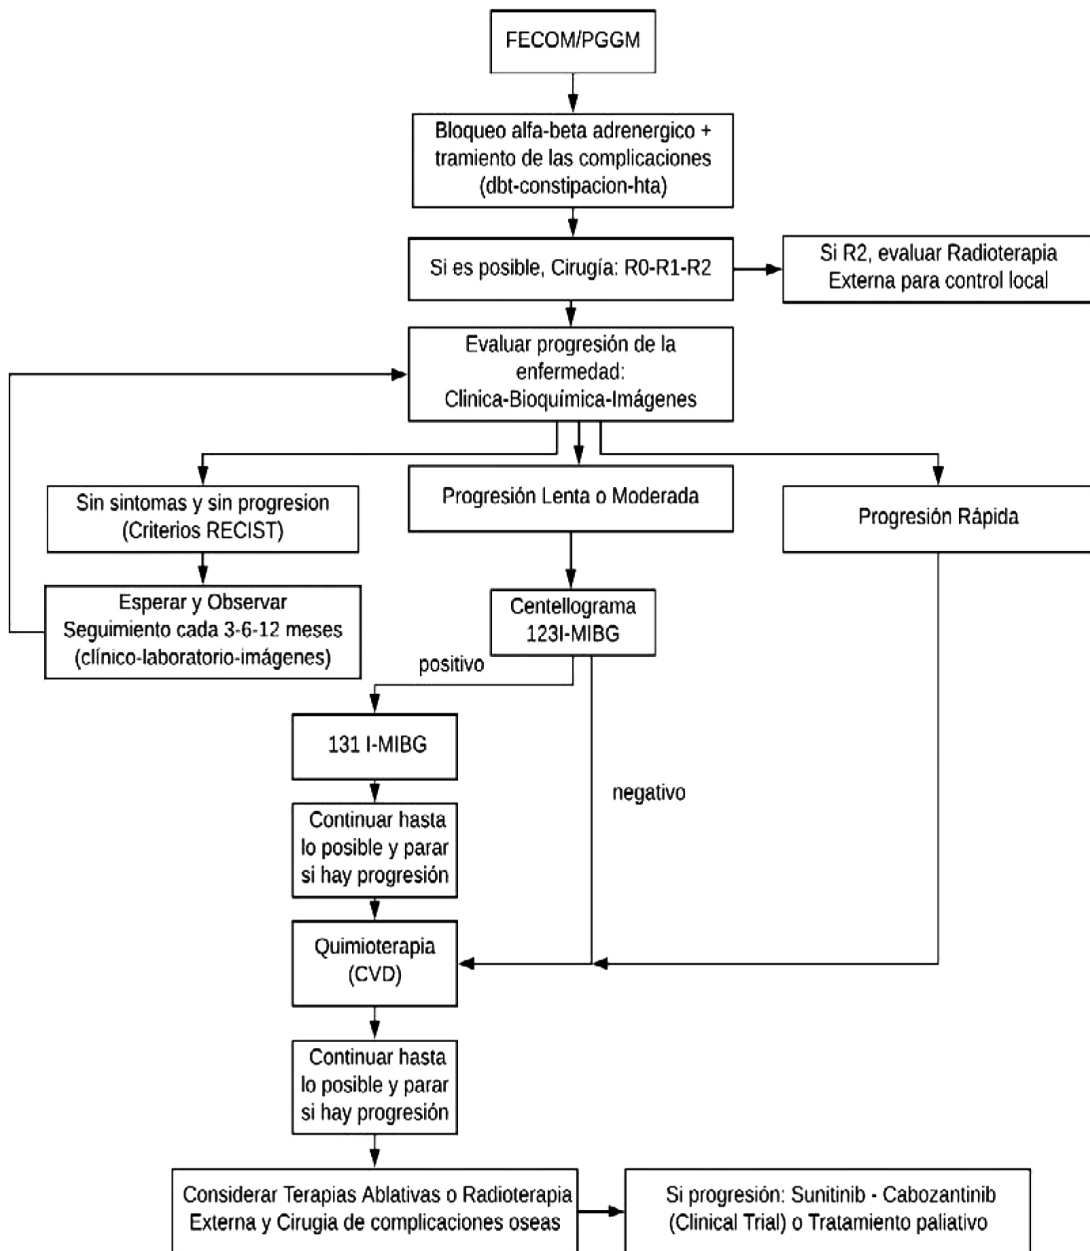 FECOM/PGGM
Bloqueo alfa-beta adrenergico +
tramiento de las complicaciones
(dbt-constipacion-hta)
Si es posible, Cirugía: R0-R1-R2
Si R2, evaluar Radioterapia
Externa para control local
Evaluar progresión de la
enfermedad:
Clinica-Bioquímica-Imágenes
Sin sintomas y sin progresion
(Criterios RECIST)
Progresión Lenta o Moderada
Progresión Rápida
Esperar y Observar
Seguimiento cada 3-6-12 meses
(clínico-laboratorio-imágenes)
Centellograma
123I-MIBG
positivo
131 I-MIBG
negativo
Continuar hasta
lo posible y parar
si hay progresión
Quimioterapia
(CVD)
Continuar hasta
lo posible y parar
si hay progresión
Considerar Terapias Ablativas o Radioterapia
Externa y Cirugia de complicaciones oseas
Si progresión: Sunitinib - Cabozantinib
(Clinical Trial) o Tratamiento paliativo